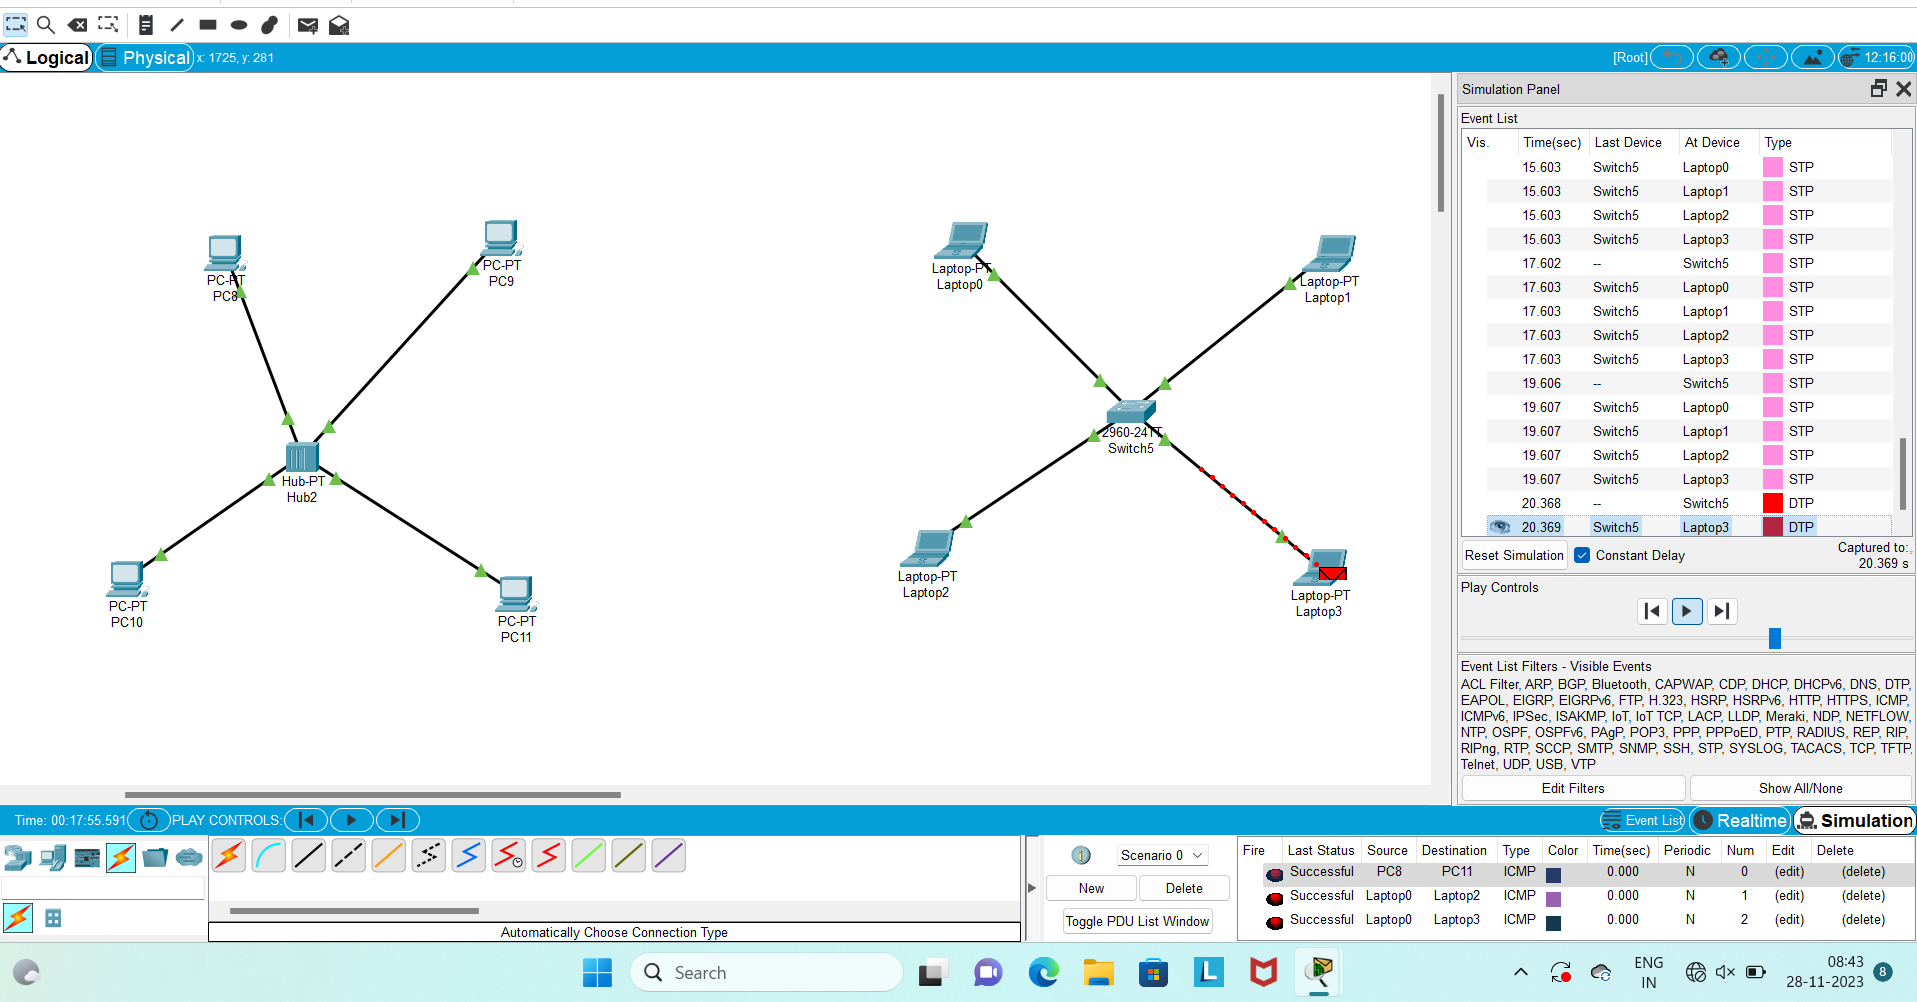 Logical
Physical x: 1725, y: 281
[Root]
12:16:00
PC-PT
PC8
PC-PT
PC9
Hub-PT
Hub2
PC-PT
PC10
PC-PT
PC11
Laptop-PT
Laptop0
Laptop-PT
Laptop1
2960-24TT
Switch5
Laptop-PT
Laptop2
Laptop-PT
Laptop3
Simulation Panel
Event List
Vis. Time(sec) Last Device At Device Type
15.603 Switch5 Laptop0 STP
15.603 Switch5 Laptop1 STP
15.603 Switch5 Laptop2 STP
15.603 Switch5 Laptop3 STP
17.602 -- Switch5 STP
17.603 Switch5 Laptop0 STP
17.603 Switch5 Laptop1 STP
17.603 Switch5 Laptop2 STP
17.603 Switch5 Laptop3 STP
19.606 -- Switch5 STP
19.607 Switch5 Laptop0 STP
19.607 Switch5 Laptop1 STP
19.607 Switch5 Laptop2 STP
19.607 Switch5 Laptop3 STP
20.368 -- Switch5 DTP
20.369 Switch5 Laptop3 DTP
Reset Simulation Constant Delay
Captured to:
20.369 s
Play Controls
Event List Filters - Visible Events
ACL Filter, ARP, BGP, Bluetooth, CAPWAP, CDP, DHCP, DHCPv6, DNS, DTP,
EAPOL, EIGRP, EIGRPv6, FTP, H.323, HSRP, HSRPv6, HTTP, HTTPS, ICMP,
ICMPv6, IPSec, ISAKMP, IoT, IoT TCP, LACP, LLDP, Meraki, NDP, NETFLOW,
NTP, OSPF, OSPFv6, PAgP, POP3, PPP, PPPoED, PTP, RADIUS, REP, RIP,
RIPng, RTP, SCCP, SMTP, SNMP, SSH, STP, SYSLOG, TACACS, TCP, TFTP,
Telnet, UDP, USB, VTP
Edit Filters
Show All/None
Time: 00:17:55.591 PLAY CONTROLS:
Event List
Realtime
Simulation
Automatically Choose Connection Type
Scenario 0
New
Delete
Toggle PDU List Window
Fire Last Status Source Destination Type Color Time(sec) Periodic Num Edit Delete
Successful PC8 PC11 ICMP 0.000 N 0 (edit) (delete)
Successful Laptop0 Laptop2 ICMP 0.000 N 1 (edit) (delete)
Successful Laptop0 Laptop3 ICMP 0.000 N 2 (edit) (delete)
Search
L
ENG
IN
08:43
28-11-2023
8